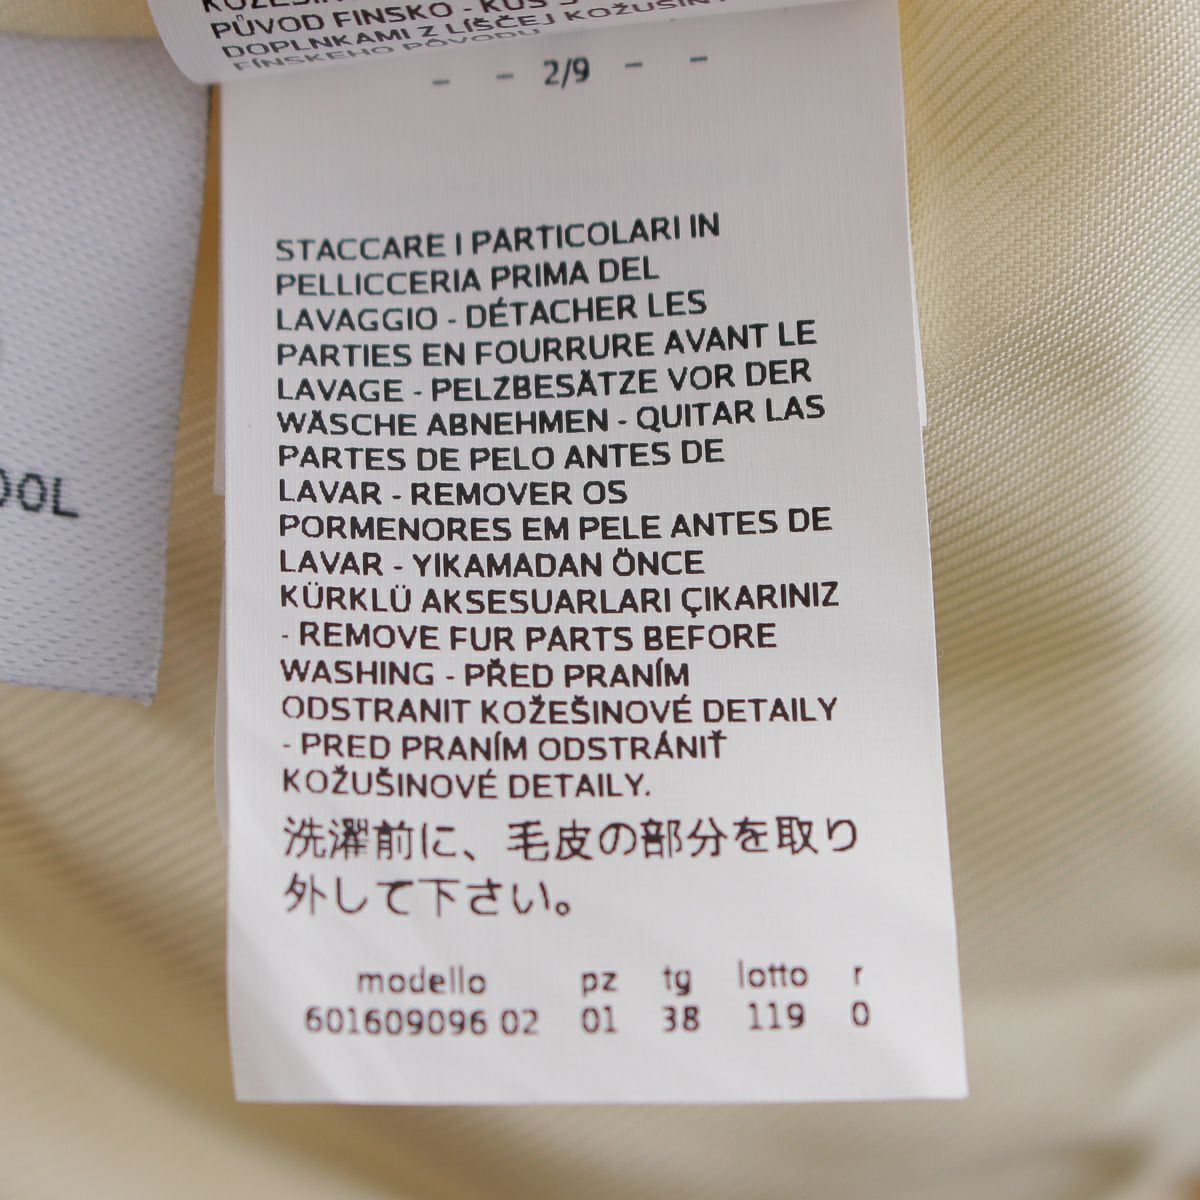 PŮVOD FINSKO - KUS S
DOPLNKAMI Z LÍŠČEJ KOŽUŠINY
FÍNSKEHO PÔVODU
- - 2/9 - -
STACCARE I PARTICOLARI IN
PELLICCERIA PRIMA DEL
LAVAGGIO - DÉTACHER LES
PARTIES EN FOURRURE AVANT LE
LAVAGE - PELZBESÄTZE VOR DER
WÄSCHE ABNEHMEN - QUITAR LAS
PARTES DE PELO ANTES DE
LAVAR - REMOVER OS
PORMENORES EM PELE ANTES DE
LAVAR - YIKAMADAN ÖNCE
KÜRKLÜ AKSESUARLARI ÇIKARINIZ
- REMOVE FUR PARTS BEFORE
WASHING - PŘED PRANÍM
ODSTRANIT KOŽEŠINOVÉ DETAILY
- PRED PRANÍM ODSTRÁNIŤ
KOŽUŠINOVÉ DETAILY.
洗濯前に、毛皮の部分を取り
外して下さい。
modello pz tg lotto r
601609096 02 01 38 119 0
OOL